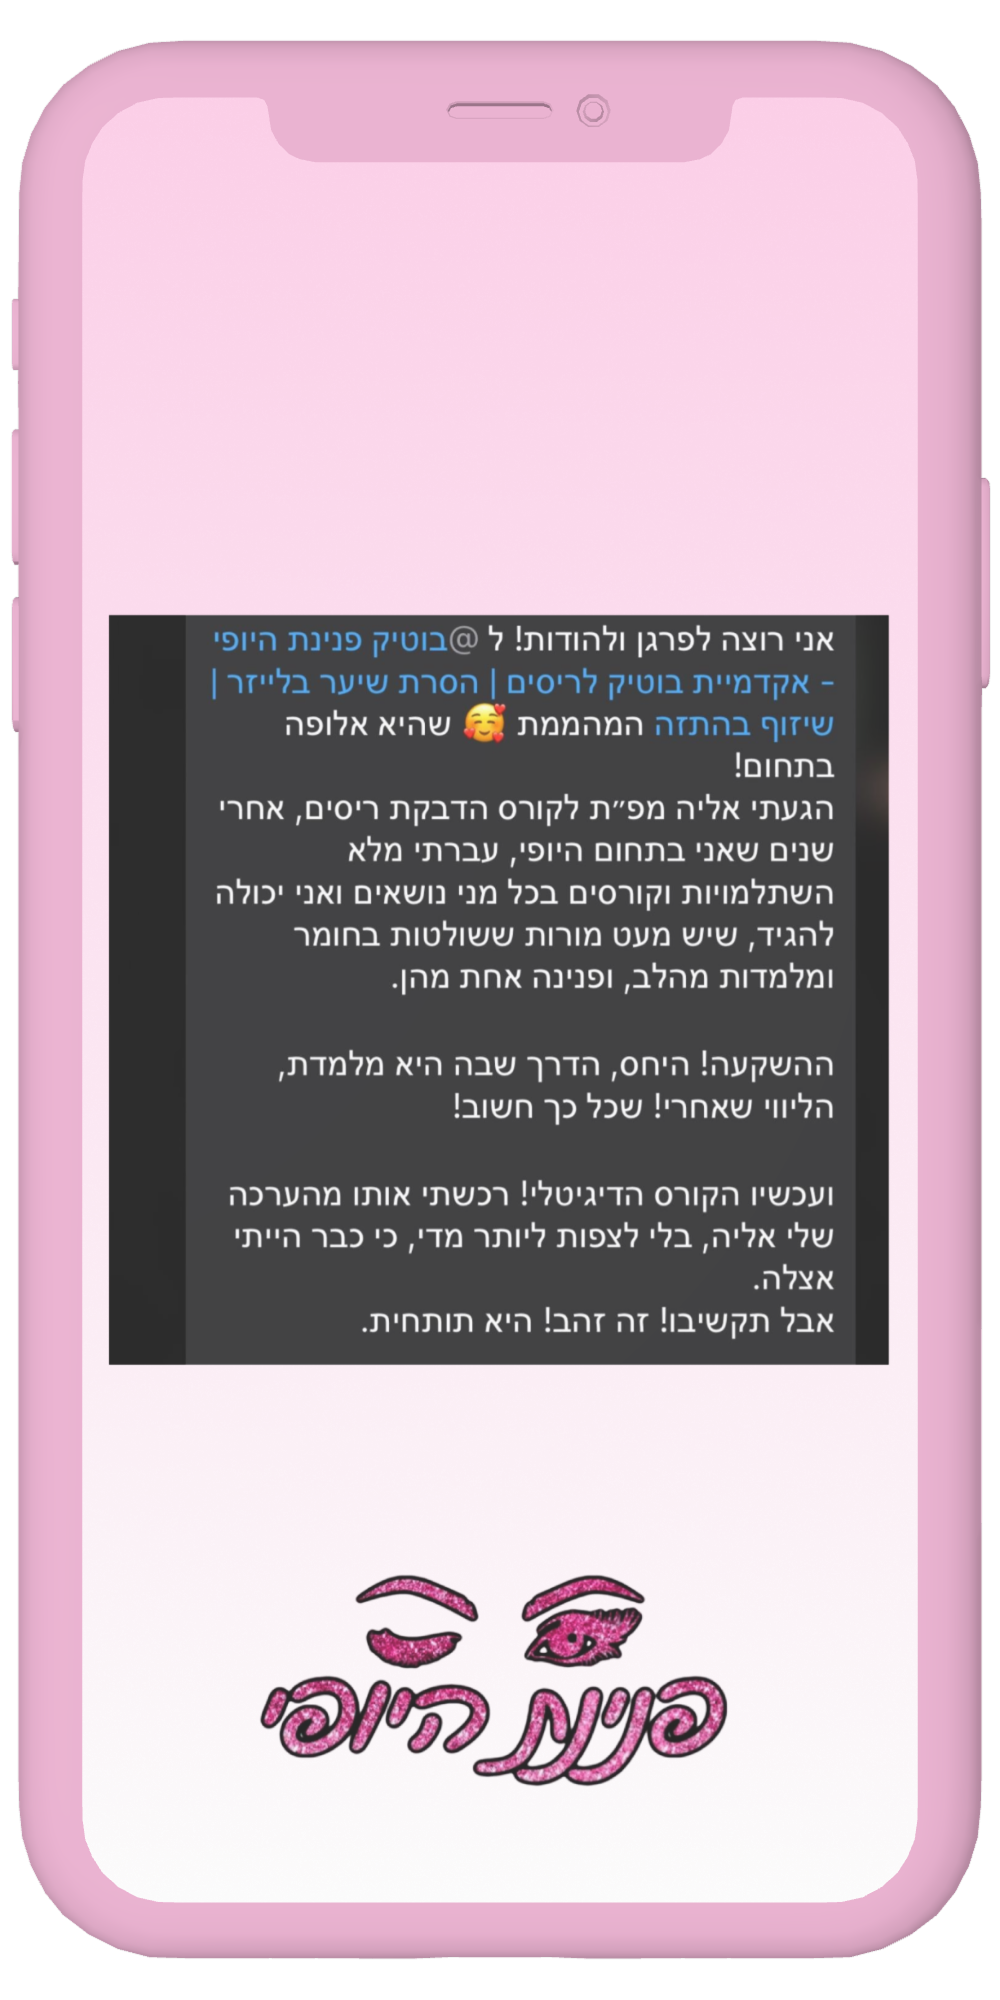 אני רוצה לפרגן ולהודות! ל @בוטיק פנינת היופי
- אקדמיית בוטיק לריסים | הסרת שיער בלייזר |
שיזוף בהתזה המהממת 🥰 שהיא אלופה
בתחום!
הגעתי אליה מפ״ת לקורס הדבקת ריסים, אחרי
שנים שאני בתחום היופי, עברתי מלא
השתלמויות וקורסים בכל מני נושאים ואני יכולה
להגיד, שיש מעט מורות ששולטות בחומר
ומלמדות מהלב, ופנינה אחת מהן.
ההשקעה! היחס, הדרך שבה היא מלמדת,
הליווי שאחרי! שכל כך חשוב!
ועכשיו הקורס הדיגיטלי! רכשתי אותו מהערכה
שלי אליה, בלי לצפות ליותר מדי, כי כבר הייתי
אצלה.
אבל תקשיבו! זה זהב! היא תותחית.
פנינת היופי